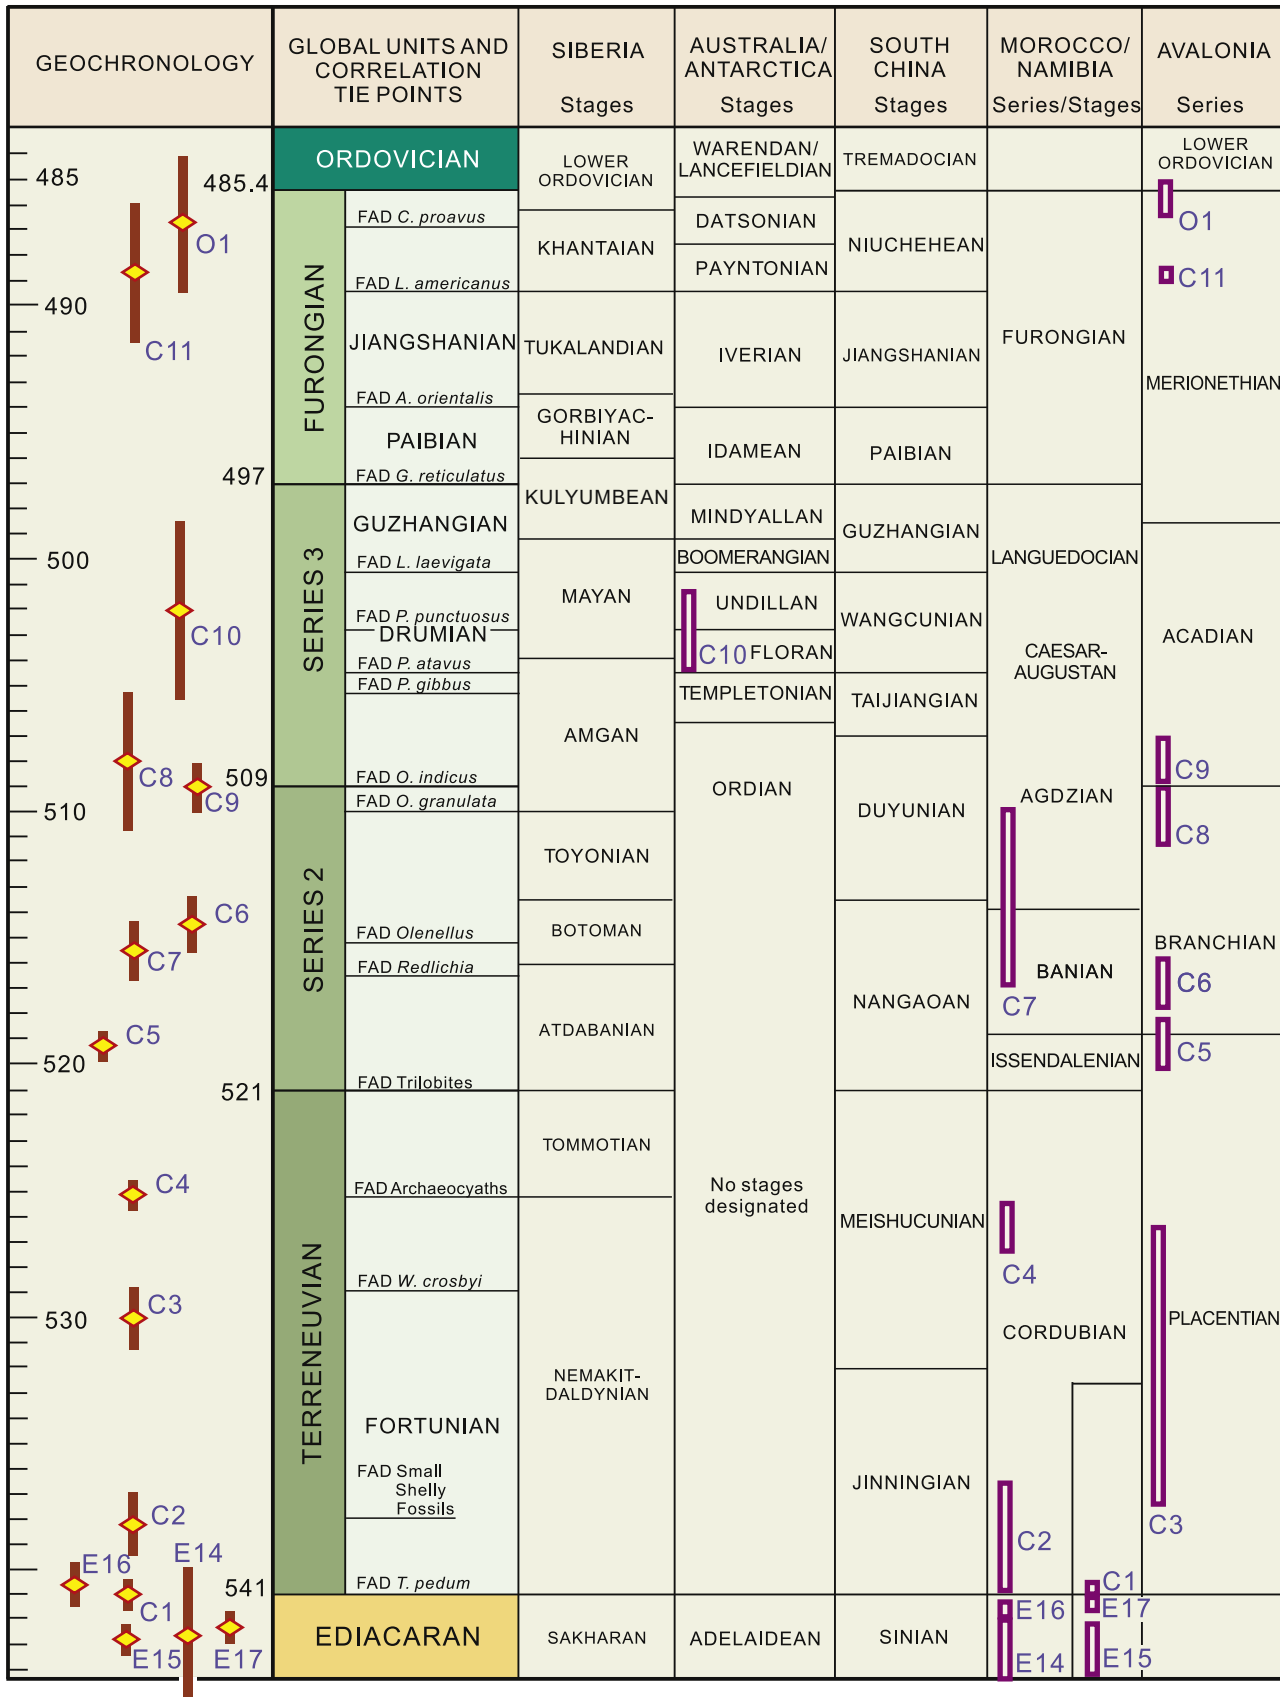 GEOCHRONOLOGY
GLOBAL UNITS AND
CORRELATION
TIE POINTS
SIBERIA
Stages
AUSTRALIA/
ANTARCTICA
Stages
SOUTH
CHINA
Stages
MOROCCO/
NAMIBIA
Series/Stages
AVALONIA
Series
485
490
500
510
520
530
485.4
497
509
521
541
O1
C11
C10
C8
C9
C6
C7
C5
C4
C3
C2
E16
E14
C1
E15
E17
ORDOVICIAN
FURONGIAN
SERIES 3
SERIES 2
TERRENEUVIAN
EDIACARAN
FAD C. proavus
FAD L. americanus
JIANGSHANIAN
FAD A. orientalis
PAIBIAN
FAD G. reticulatus
GUZHANGIAN
FAD L. laevigata
FAD P. punctuosus
DRUMIAN
FAD P. atavus
FAD P. gibbus
FAD O. indicus
FAD O. granulata
FAD Olenellus
FAD Redlichia
FAD Trilobites
FAD Archaeocyaths
FAD W. crosbyi
FORTUNIAN
FAD Small
Shelly
Fossils
FAD T. pedum
LOWER
ORDOVICIAN
KHANTAIAN
TUKALANDIAN
GORBIYAC-
HINIAN
KULYUMBEAN
MAYAN
AMGAN
TOYONIAN
BOTOMAN
ATDABANIAN
TOMMOTIAN
NEMAKIT-
DALDYNIAN
SAKHARAN
WARENDAN/
LANCEFIELDIAN
DATSONIAN
PAYNTONIAN
IVERIAN
IDAMEAN
MINDYALLAN
BOOMERANGIAN
UNDILLAN
C10 FLORAN
TEMPLETONIAN
ORDIAN
No stages
designated
ADELAIDEAN
TREMADOCIAN
NIUCHEHEAN
JIANGSHANIAN
PAIBIAN
GUZHANGIAN
WANGCUNIAN
TAIJIANGIAN
DUYUNIAN
NANGAOAN
MEISHUCUNIAN
JINNINGIAN
SINIAN
FURONGIAN
LANGUEDOCIAN
CAESAR-
AUGUSTAN
AGDZIAN
BANIAN
C7
ISSENDALENIAN
C4
CORDUBIAN
C2
C1
E16
E17
E14
E15
LOWER
ORDOVICIAN
O1
C11
MERIONETHIAN
ACADIAN
C9
C8
BRANCHIAN
C6
C5
PLACENTIAN
C3